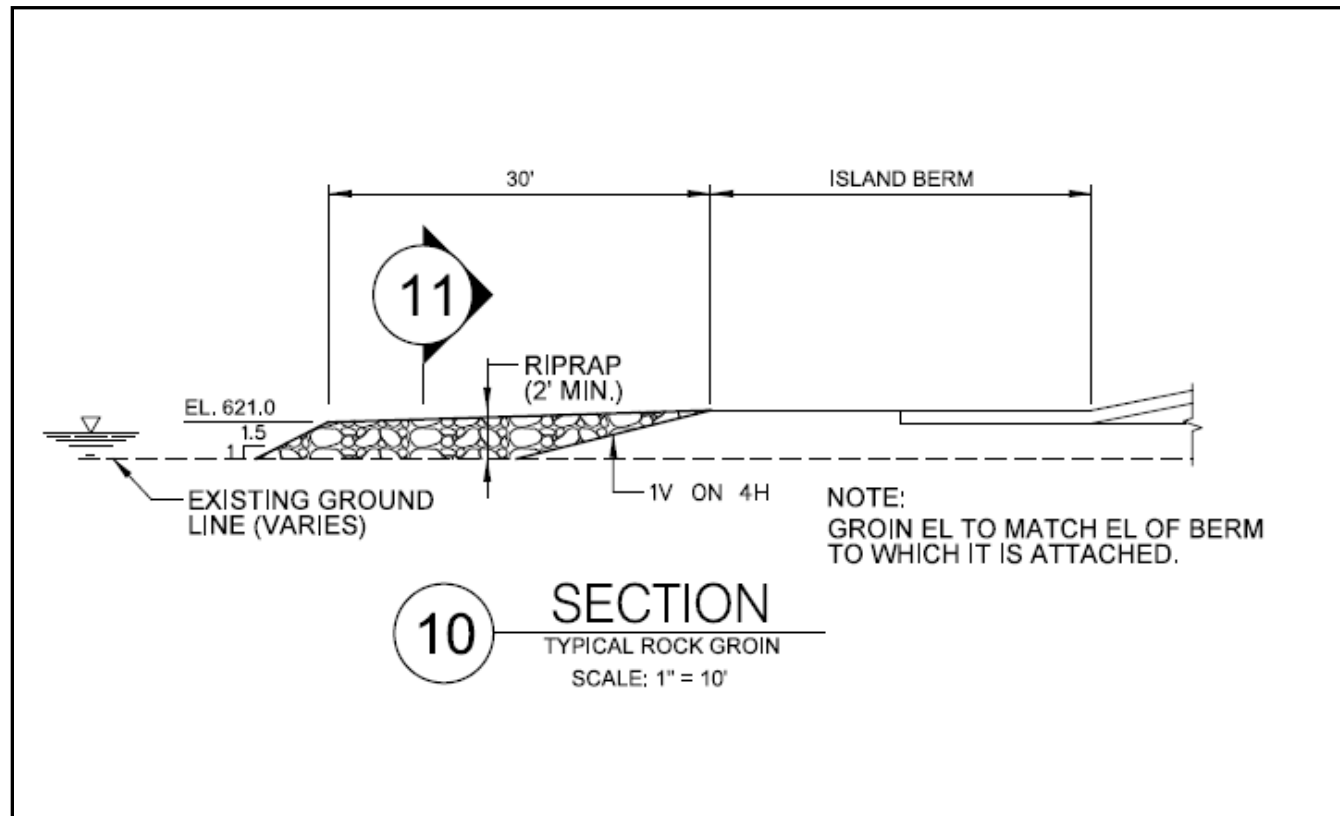 30'
ISLAND BERM
11
RIPRAP
(2' MIN.)
EL. 621.0
1.5
1
EXISTING GROUND
LINE (VARIES)
1V ON 4H
NOTE:
GROIN EL TO MATCH EL OF BERM
TO WHICH IT IS ATTACHED.
10
SECTION
TYPICAL ROCK GROIN
SCALE: 1" = 10'